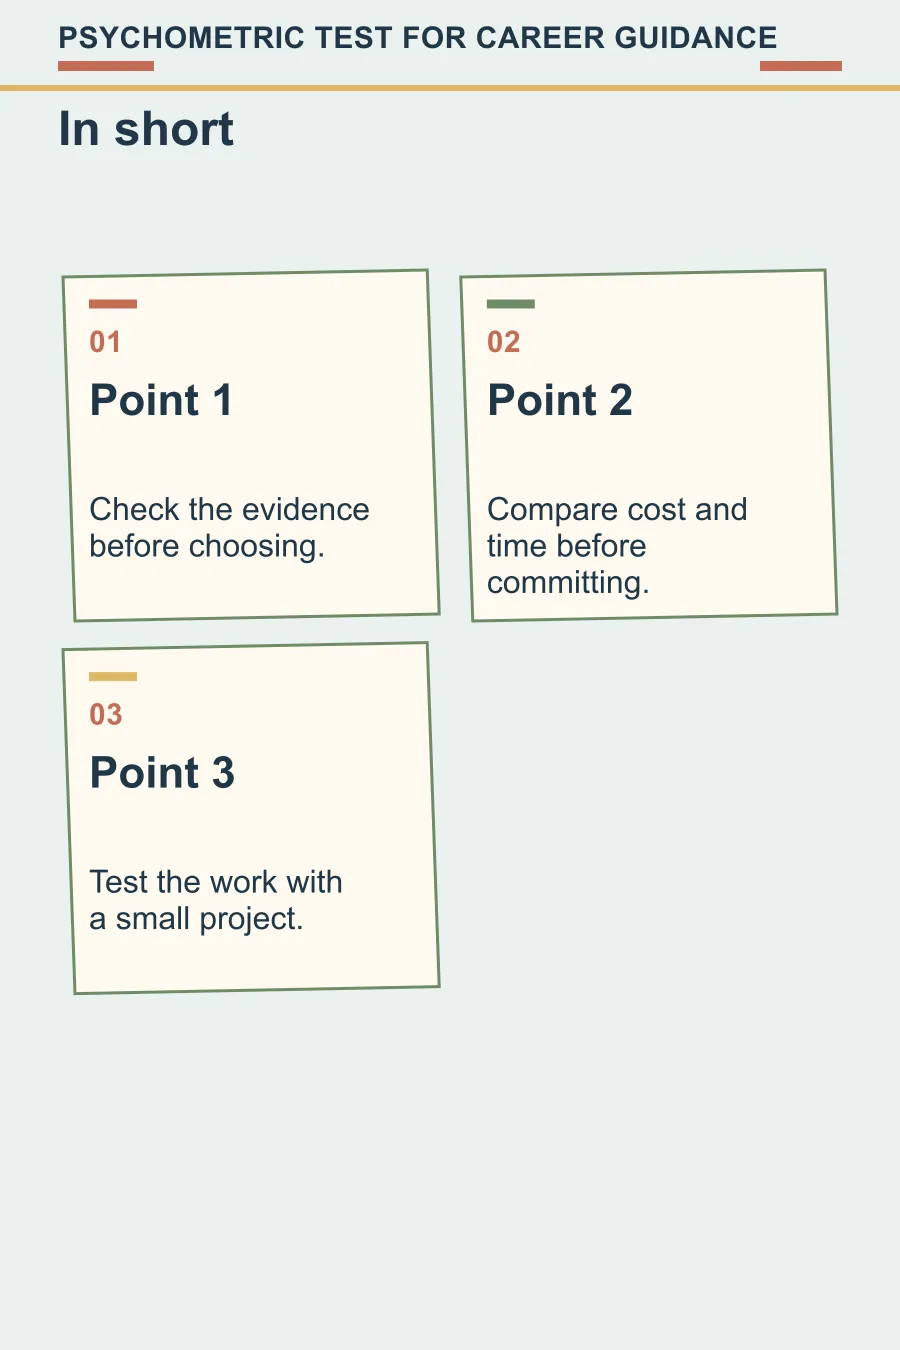 PSYCHOMETRIC TEST FOR CAREER GUIDANCE
In short
01
Point 1
Check the evidence
before choosing.
02
Point 2
Compare cost and
time before
committing.
03
Point 3
Test the work with
a small project.